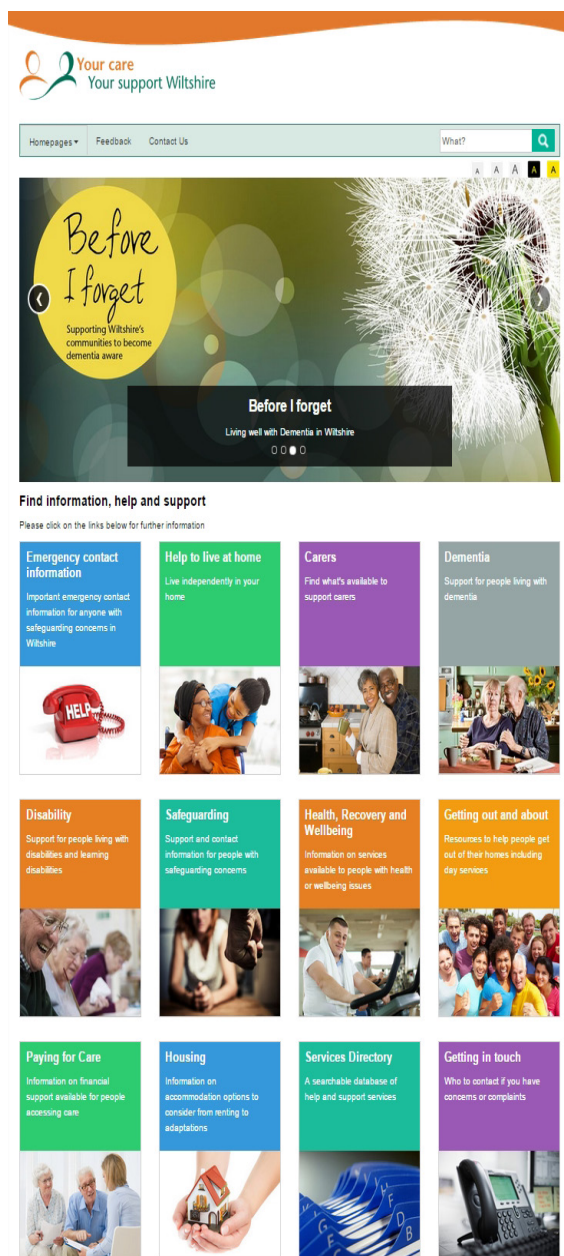 Your care
Your support Wiltshire
Homepages Feedback Contact Us What?
A A A A A
Before
I forget
Supporting Wiltshire's
communities to become
dementia aware
Before I forget
Living well with Dementia in Wiltshire
Find information, help and support
Please click on the links below for further information
Emergency contact
information
Important emergency contact
information for anyone with
safeguarding concerns in
Wiltshire
HELP
Help to live at home
Live independently in your
home
Carers
Find what's available to
support carers
Dementia
Support for people living with
dementia
Disability
Support for people living with
disabilities and learning
disabilities
Safeguarding
Support and contact
information for people with
safeguarding concerns
Health, Recovery and
Wellbeing
Information on services
available to people with health
or wellbeing issues
Getting out and about
Resources to help people get
out of their homes including
day services
Paying for Care
Information on financial
support available for people
accessing care
Housing
Information on
accommodation options to
consider from renting to
adaptations
Services Directory
A searchable database of
help and support services
Getting in touch
Who to contact if you have
concerns or complaints